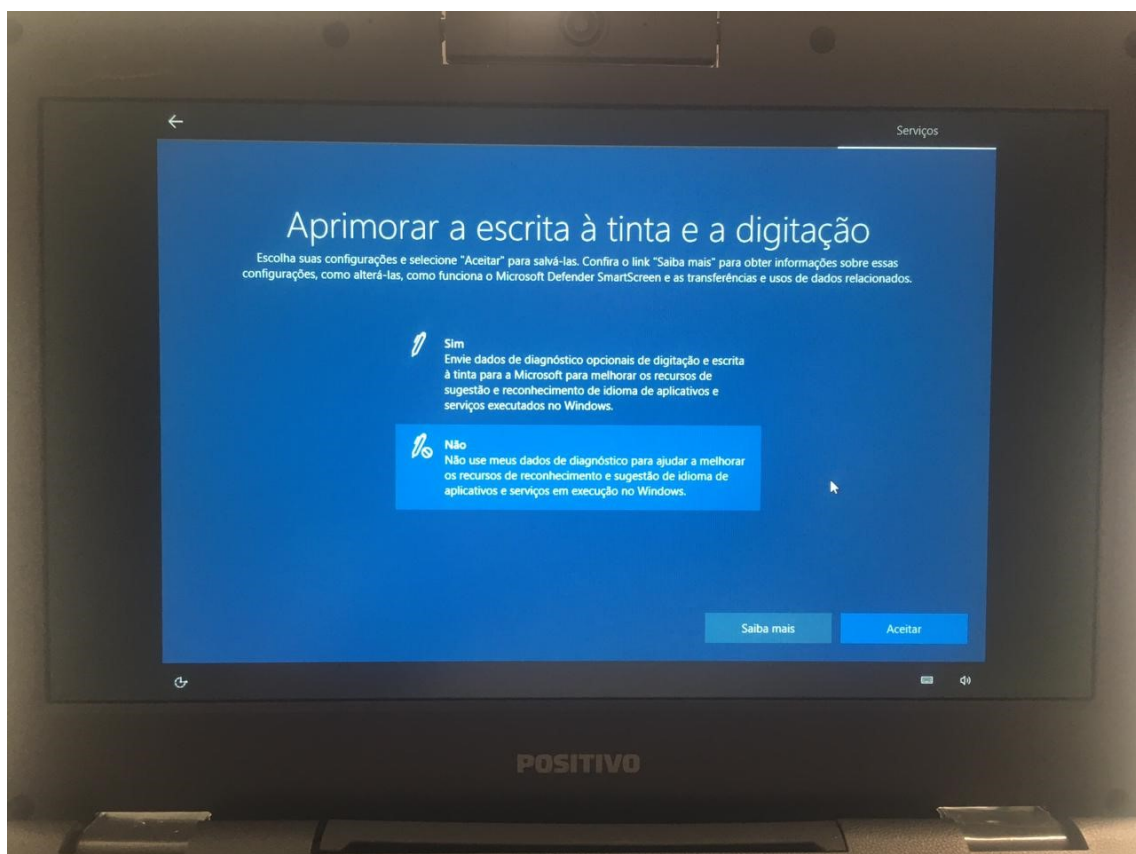 Serviços
Aprimorar a escrita à tinta e a digitação
Escolha suas configurações e selecione "Aceitar" para salvá-las. Confira o link "Saiba mais" para obter informações sobre essas
configurações, como alterá-las, como funciona o Microsoft Defender SmartScreen e as transferências e usos de dados relacionados.
Sim
Envie dados de diagnóstico opcionais de digitação e escrita
à tinta para a Microsoft para melhorar os recursos de
sugestão e reconhecimento de idioma de aplicativos e
serviços executados no Windows.
Não
Não use meus dados de diagnóstico para ajudar a melhorar
os recursos de reconhecimento e sugestão de idioma de
aplicativos e serviços em execução no Windows.
Saiba mais
Aceitar
POSITIVO